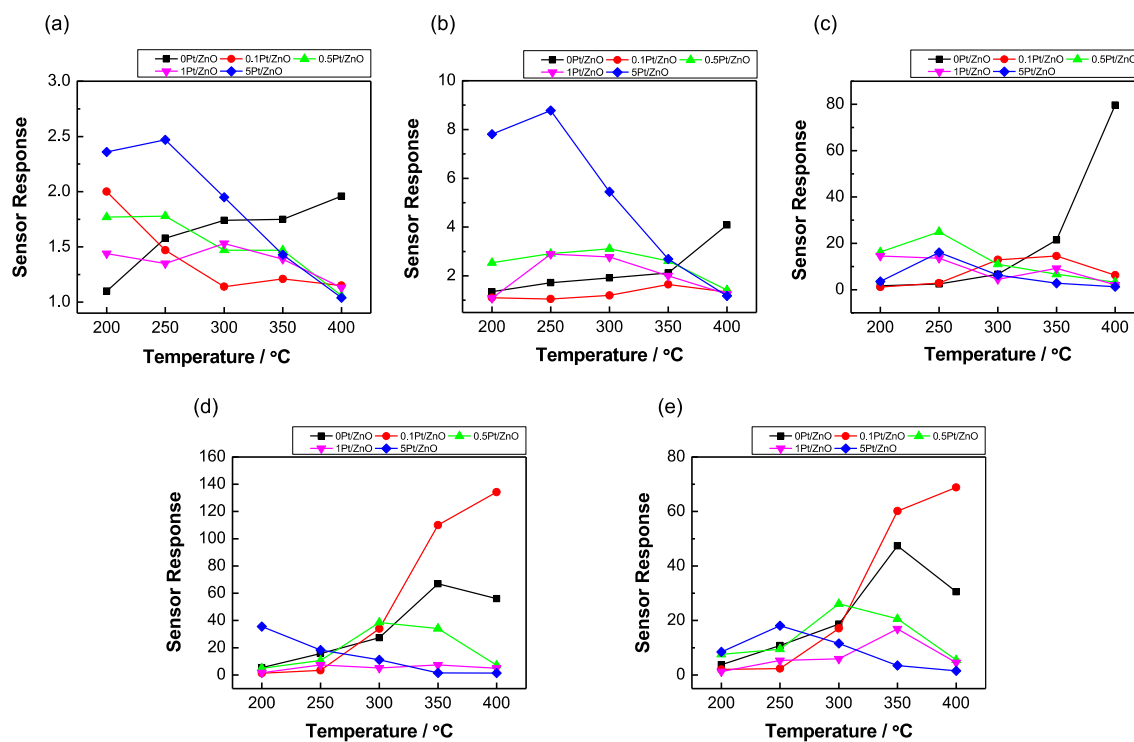 (a)
0Pt/ZnO 0.1Pt/ZnO 0.5Pt/ZnO
1Pt/ZnO 5Pt/ZnO
3.0
2.5
2.0
1.5
1.0
Sensor Response
200 250 300 350 400
Temperature / °C
(b)
0Pt/ZnO 0.1Pt/ZnO 0.5Pt/ZnO
1Pt/ZnO 5Pt/ZnO
10
8
6
4
2
Sensor Response
200 250 300 350 400
Temperature / °C
(c)
0Pt/ZnO 0.1Pt/ZnO 0.5Pt/ZnO
1Pt/ZnO 5Pt/ZnO
80
60
40
20
0
Sensor Response
200 250 300 350 400
Temperature / °C
(d)
0Pt/ZnO 0.1Pt/ZnO 0.5Pt/ZnO
1Pt/ZnO 5Pt/ZnO
160
140
120
100
80
60
40
20
0
Sensor Response
200 250 300 350 400
Temperature / °C
(e)
0Pt/ZnO 0.1Pt/ZnO 0.5Pt/ZnO
1Pt/ZnO 5Pt/ZnO
80
60
40
20
0
Sensor Response
200 250 300 350 400
Temperature / °C